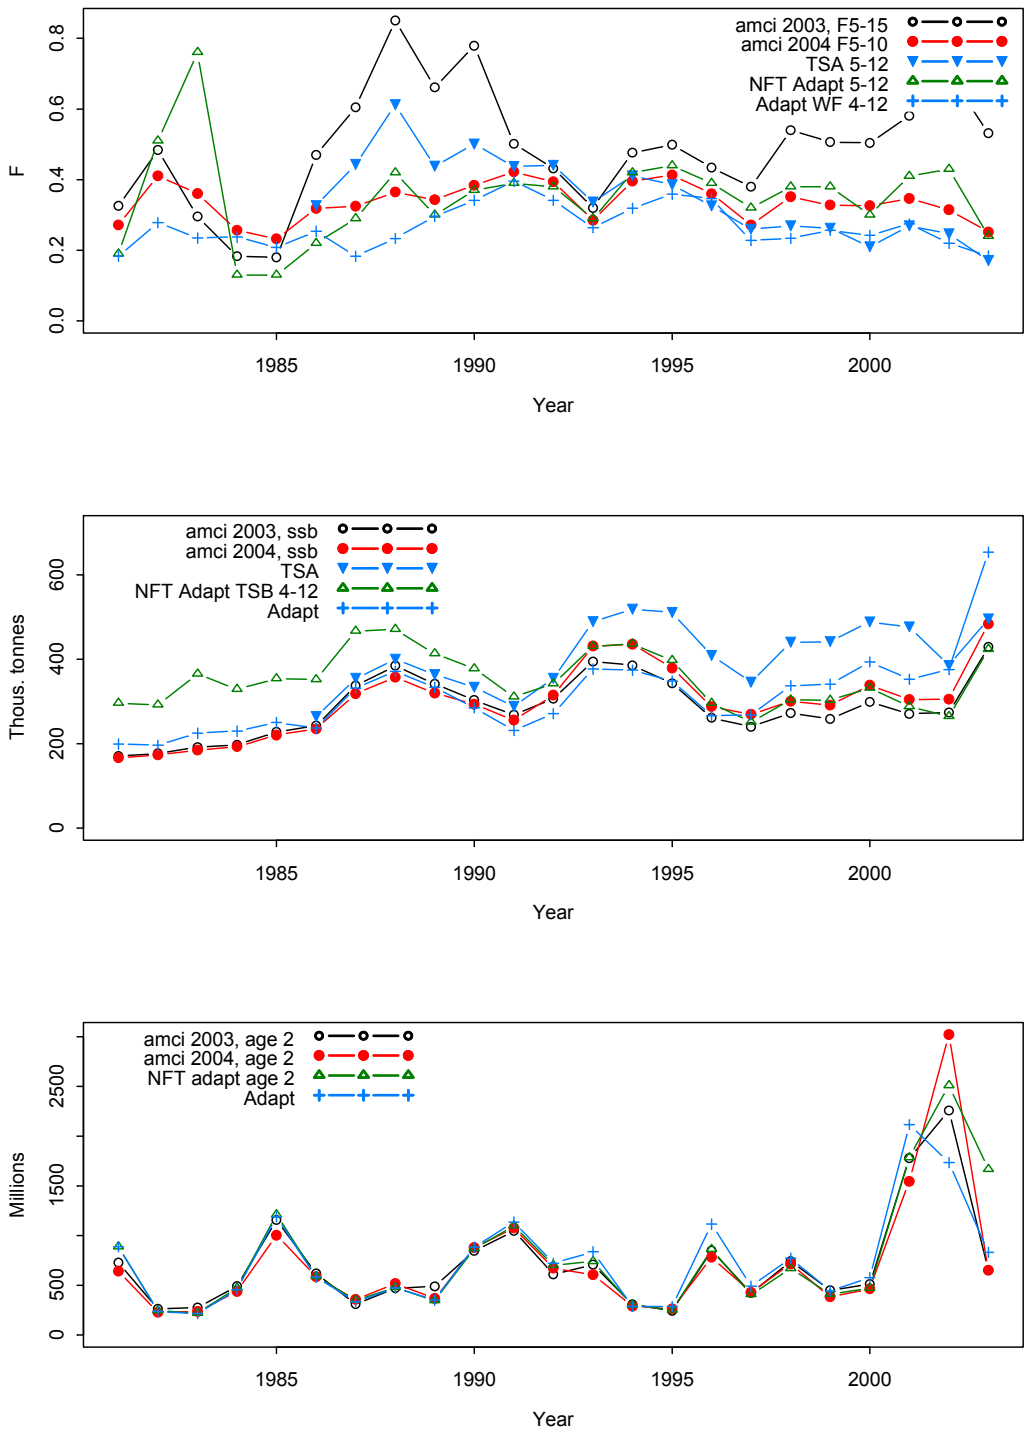 amci 2003, F5-15
amci 2004 F5-10
TSA 5-12
NFT Adapt 5-12
Adapt WF 4-12
F
0.0 0.2 0.4 0.6 0.8
1985 1990 1995 2000
Year
amci 2003, ssb
amci 2004, ssb
TSA
NFT Adapt TSB 4-12
Adapt
Thous. tonnes
0 200 400 600
1985 1990 1995 2000
Year
amci 2003, age 2
amci 2004, age 2
NFT adapt age 2
Adapt
Millions
0 500 1500 2500
1985 1990 1995 2000
Year